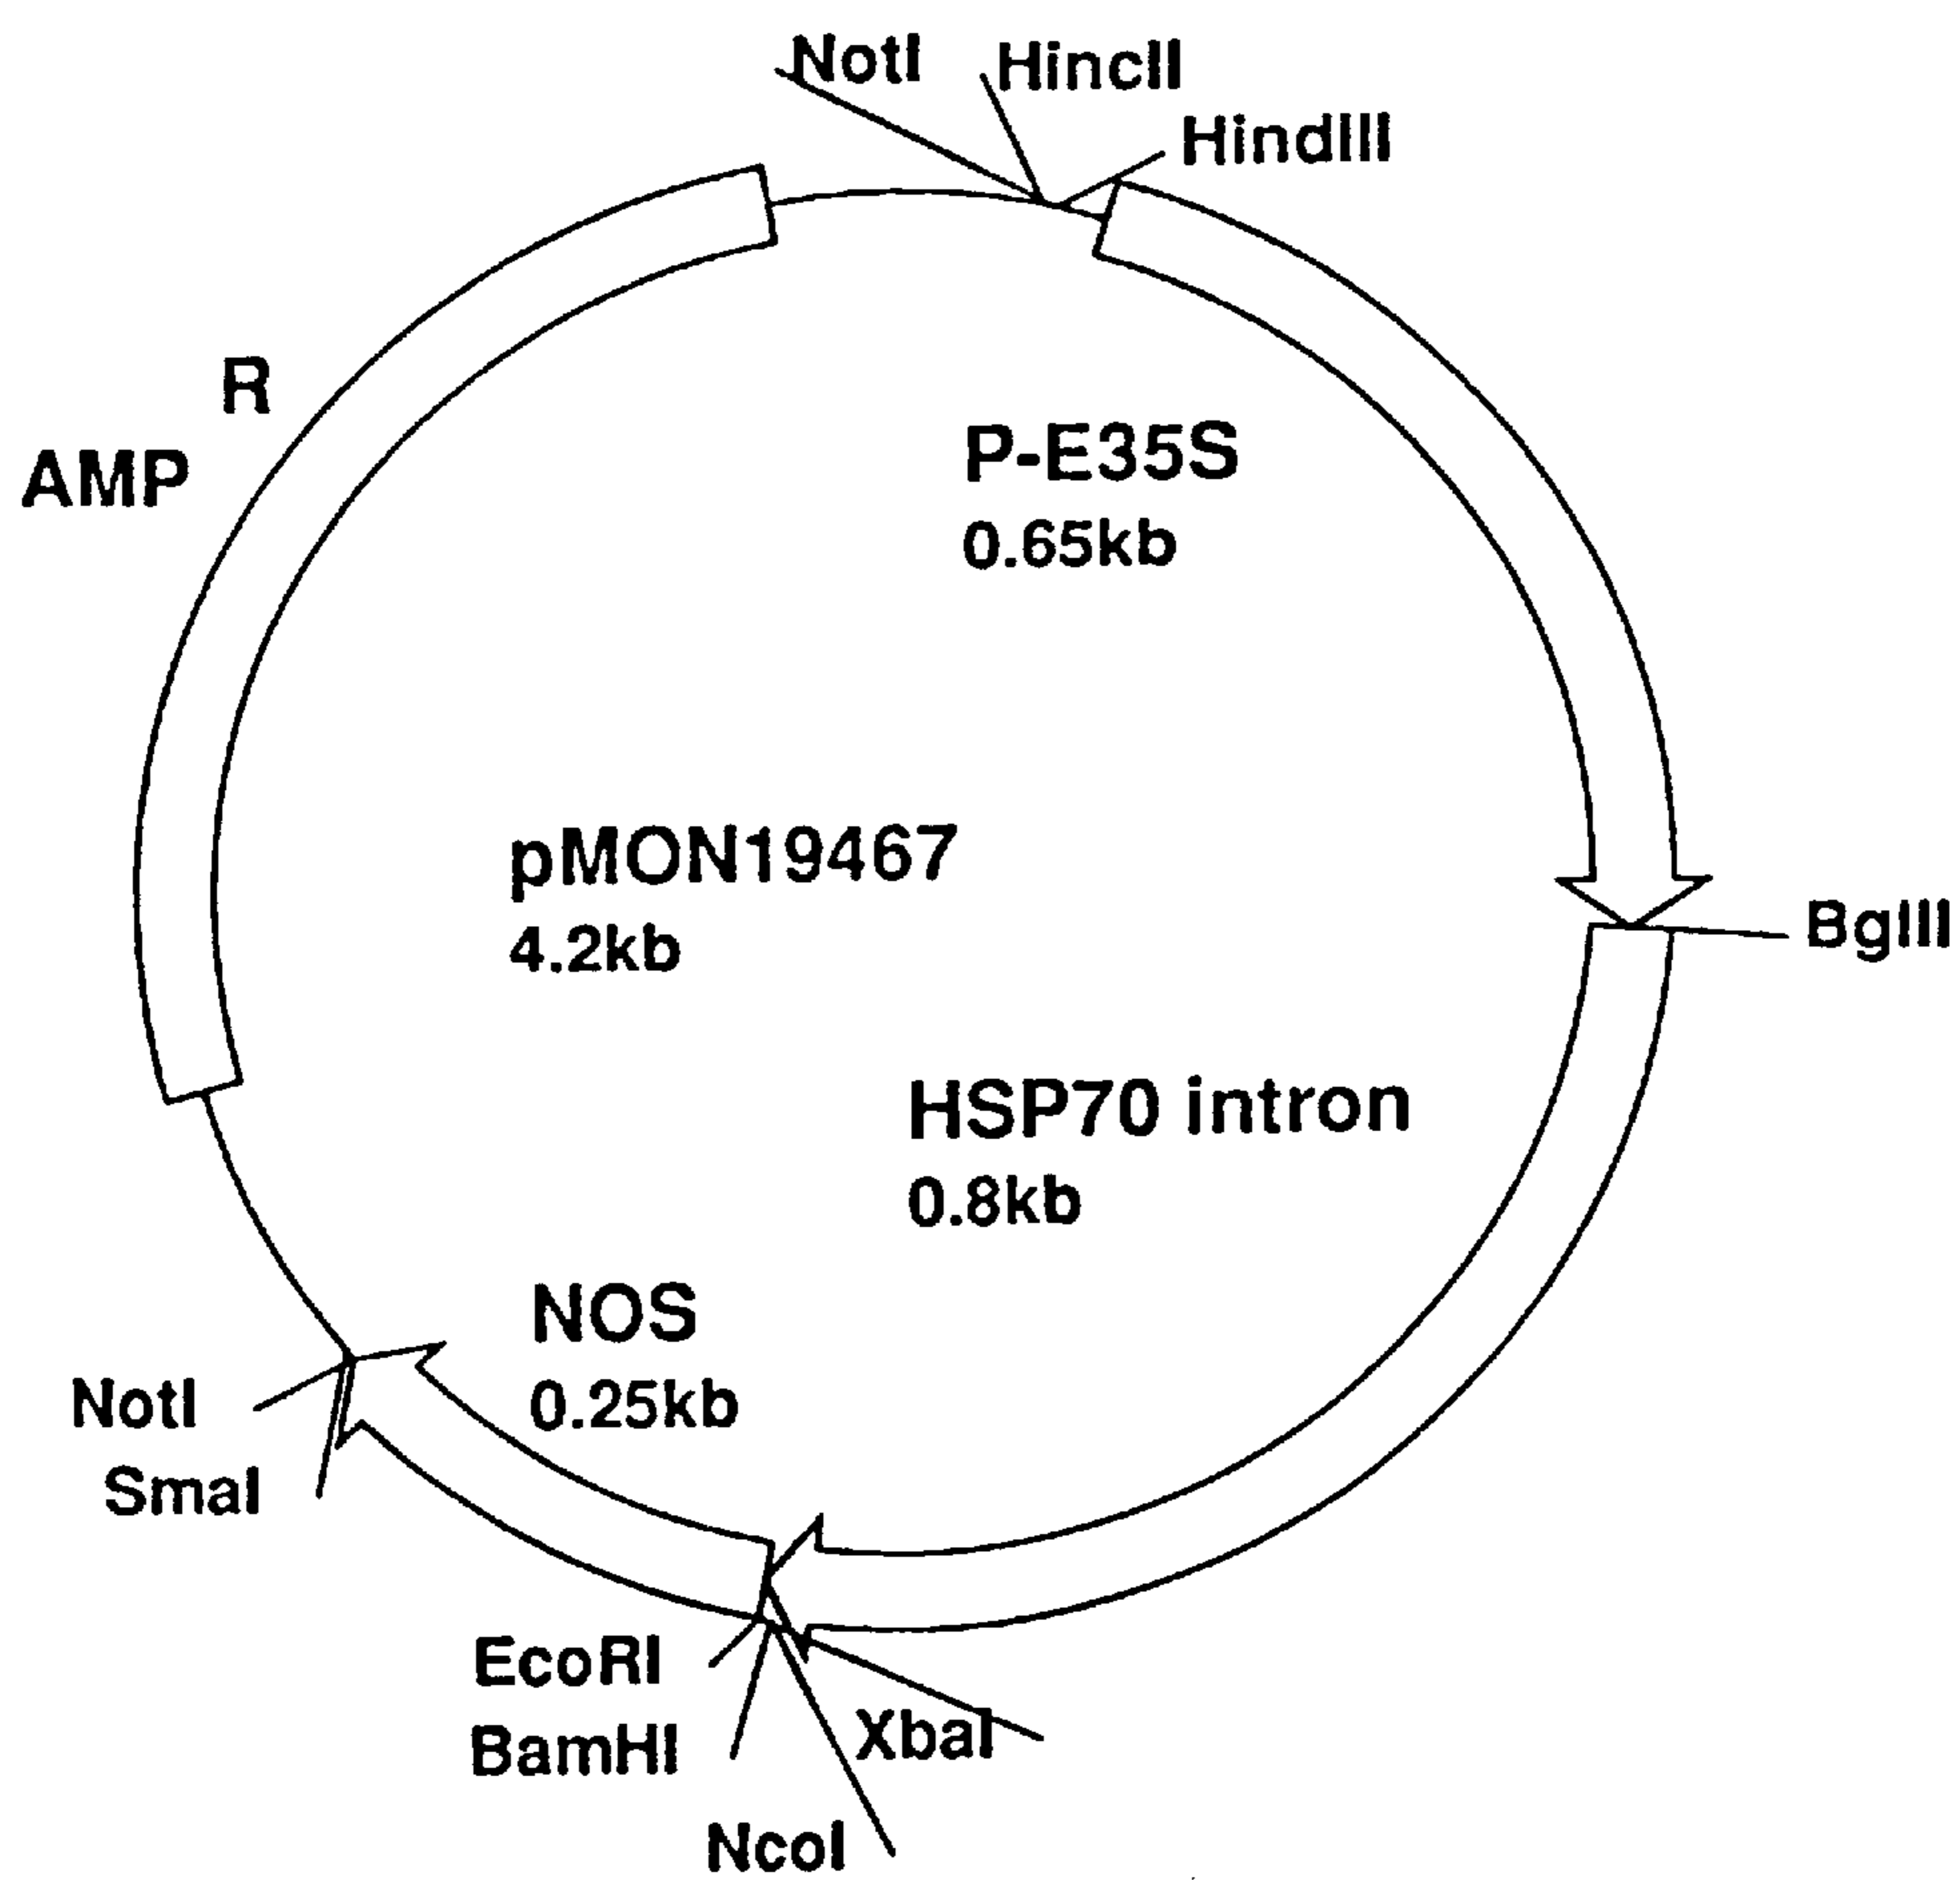 NotI
HincII
HindIII
R
AMP
P-E35S
0.65kb
pMON19467
4.2kb
BglII
HSP70 intron
0.8kb
NOS
0.25kb
NotI
SmaI
EcoRI
BamHI
XbaI
NcoI